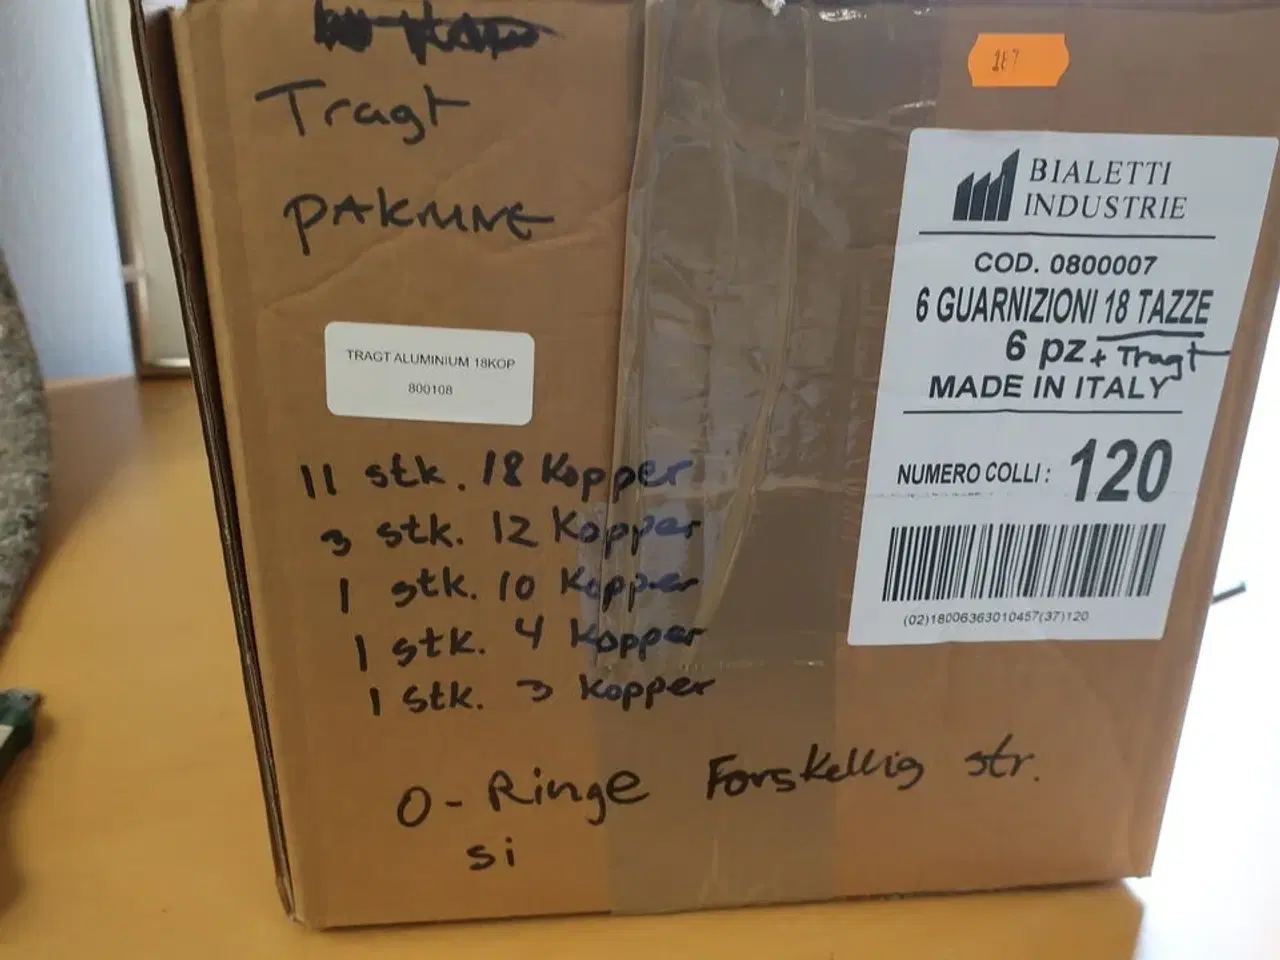 Tragt
PAKNING
TRAGT ALUMINIUM 18KOP
800108
11 stk. 18 Kopper
3 stk. 12 Kopper
1 stk. 10 Kopper
1 stk. 4 Kopper
1 stk. 3 Kopper
O-Ringe Forskellig str.
si
187
BIALETTI
INDUSTRIE
COD. 0800007
6 GUARNIZIONI 18 TAZZE
6 pz + Tragt
MADE IN ITALY
NUMERO COLLI: 120
(02)18006363010457(37)120